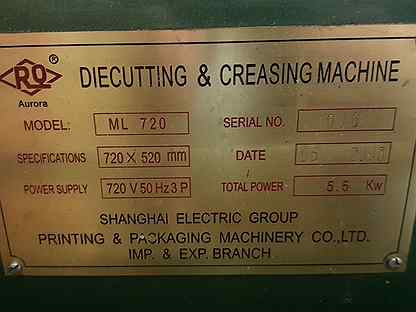 RQ ®
Aurora
DIECUTTING & CREASING MACHINE
MODEL: ML 720 SERIAL NO.
SPECIFICATIONS 720 × 520 mm DATE
POWER SUPPLY 720 V 50 Hz 3 P TOTAL POWER 5.5 Kw
SHANGHAI ELECTRIC GROUP
PRINTING & PACKAGING MACHINERY CO.,LTD.
IMP. & EXP. BRANCH